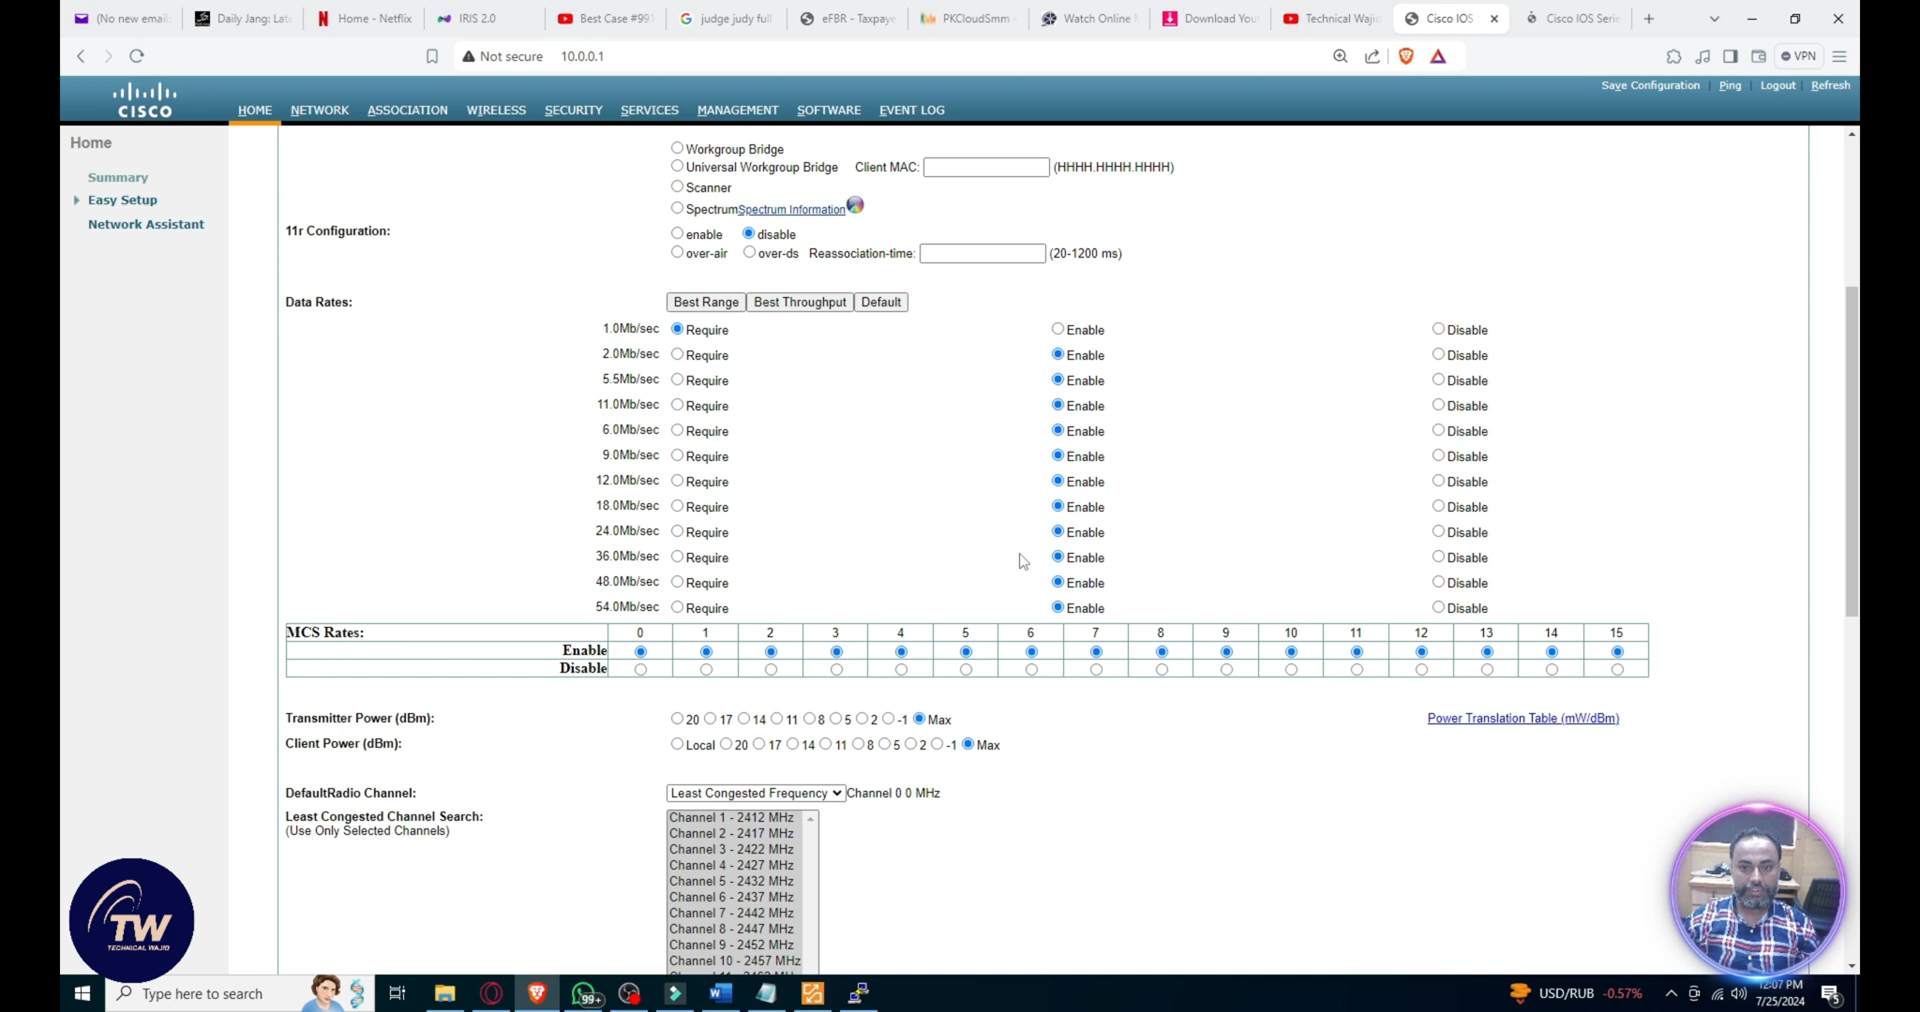 (No new email
Daily Jang: Late
Home - Netflix
IRIS 2.0
Best Case #991
judge judy full
eFBR - Taxpaye
PKCloudSmm -
Watch Online M
Download You
Technical Wajid
Cisco IOS
Cisco IOS Serie
Not secure 10.0.0.1
VPN
Save Configuration | Ping | Logout | Refresh
CISCO
HOME NETWORK ASSOCIATION WIRELESS SECURITY SERVICES MANAGEMENT SOFTWARE EVENT LOG
Home
Summary
Easy Setup
Network Assistant
Workgroup Bridge
Universal Workgroup Bridge Client MAC: (HHHH.HHHH.HHHH)
Scanner
SpectrumSpectrum Information
11r Configuration:
enable disable
over-air over-ds Reassociation-time: (20-1200 ms)
Data Rates: Best Range Best Throughput Default
1.0Mb/sec Require Enable Disable
2.0Mb/sec Require Enable Disable
5.5Mb/sec Require Enable Disable
11.0Mb/sec Require Enable Disable
6.0Mb/sec Require Enable Disable
9.0Mb/sec Require Enable Disable
12.0Mb/sec Require Enable Disable
18.0Mb/sec Require Enable Disable
24.0Mb/sec Require Enable Disable
36.0Mb/sec Require Enable Disable
48.0Mb/sec Require Enable Disable
54.0Mb/sec Require Enable Disable
MCS Rates: 0 1 2 3 4 5 6 7 8 9 10 11 12 13 14 15
Enable
Disable
Transmitter Power (dBm): 20 17 14 11 8 5 2 -1 Max Power Translation Table (mW/dBm)
Client Power (dBm): Local 20 17 14 11 8 5 2 -1 Max
DefaultRadio Channel: Least Congested Frequency Channel 0 0 MHz
Least Congested Channel Search:
(Use Only Selected Channels)
Channel 1 - 2412 MHz
Channel 2 - 2417 MHz
Channel 3 - 2422 MHz
Channel 4 - 2427 MHz
Channel 5 - 2432 MHz
Channel 6 - 2437 MHz
Channel 7 - 2442 MHz
Channel 8 - 2447 MHz
Channel 9 - 2452 MHz
Channel 10 - 2457 MHz
TW
TECHNICAL WAJID
Type here to search
99+
USD/RUB -0.57%
12:07 PM
7/25/2024
5